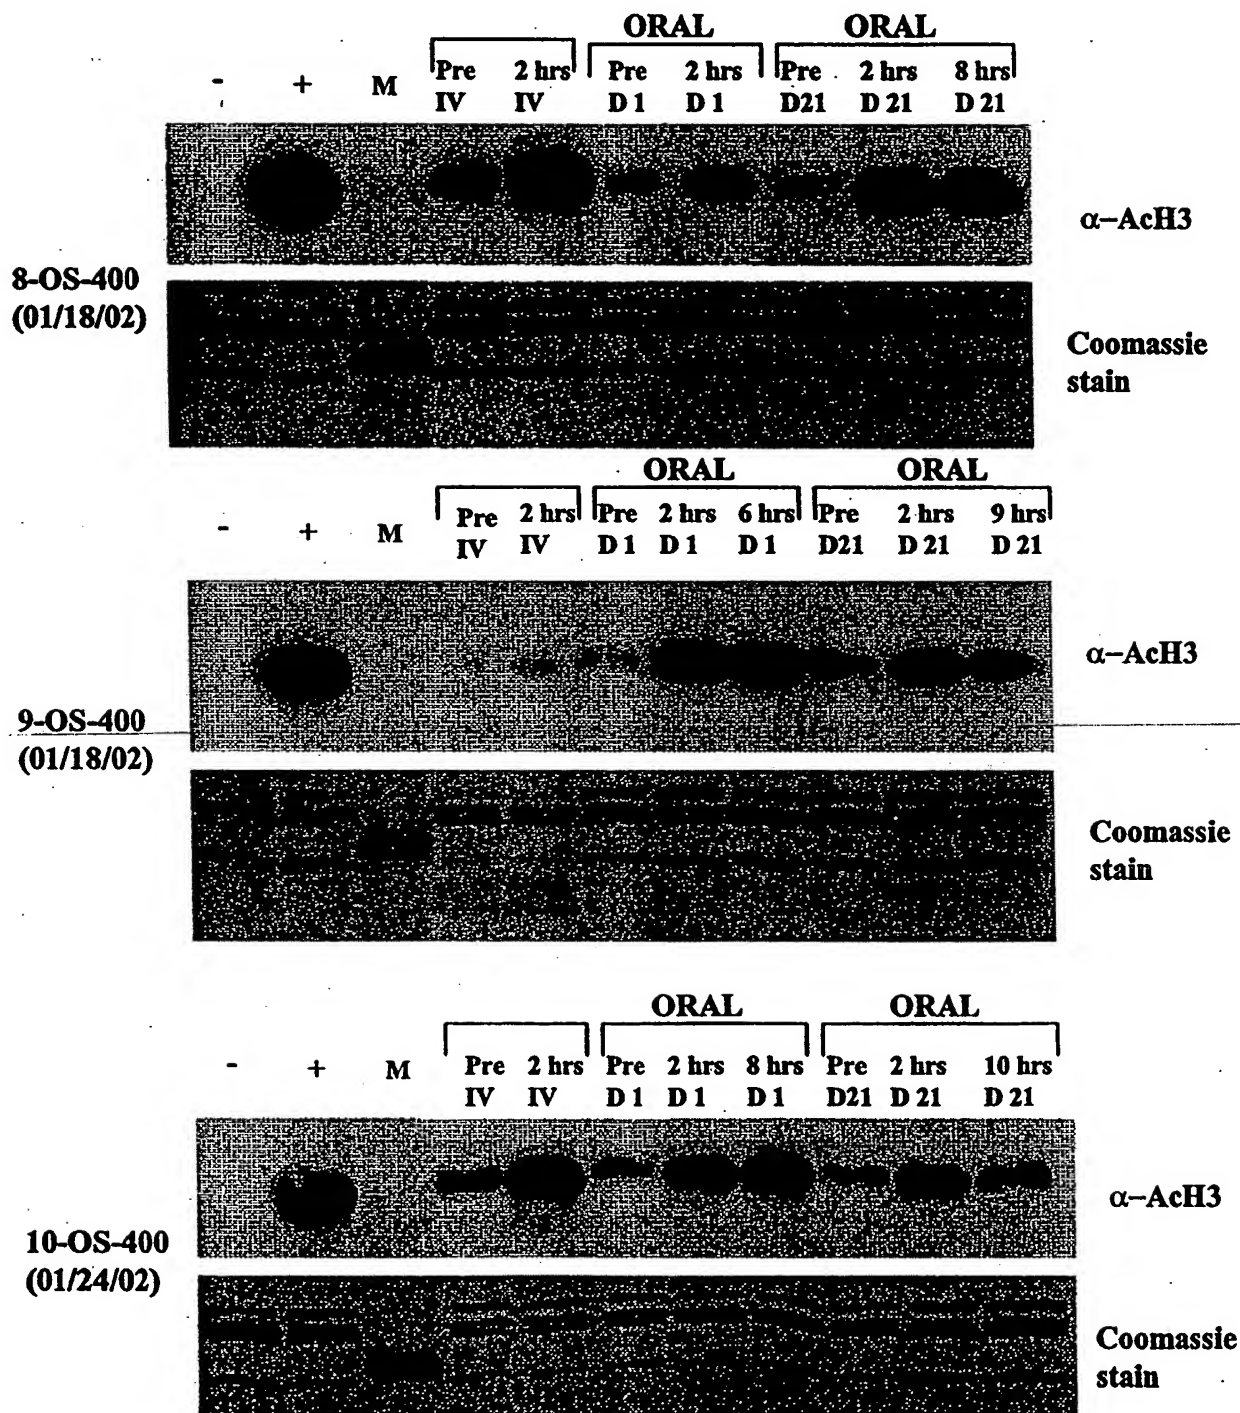 ORAL ORAL
- + M Pre 2 hrs Pre 2 hrs Pre 2 hrs 8 hrs
IV IV D 1 D 1 D21 D 21 D 21
α–AcH3
8-OS-400
(01/18/02)
Coomassie
stain
ORAL ORAL
- + M Pre 2 hrs Pre 2 hrs 6 hrs Pre 2 hrs 9 hrs
IV IV D 1 D 1 D 1 D21 D 21 D 21
α–AcH3
9-OS-400
(01/18/02)
Coomassie
stain
ORAL ORAL
- + M Pre 2 hrs Pre 2 hrs 8 hrs Pre 2 hrs 10 hrs
IV IV D 1 D 1 D 1 D21 D 21 D 21
α–AcH3
10-OS-400
(01/24/02)
Coomassie
stain